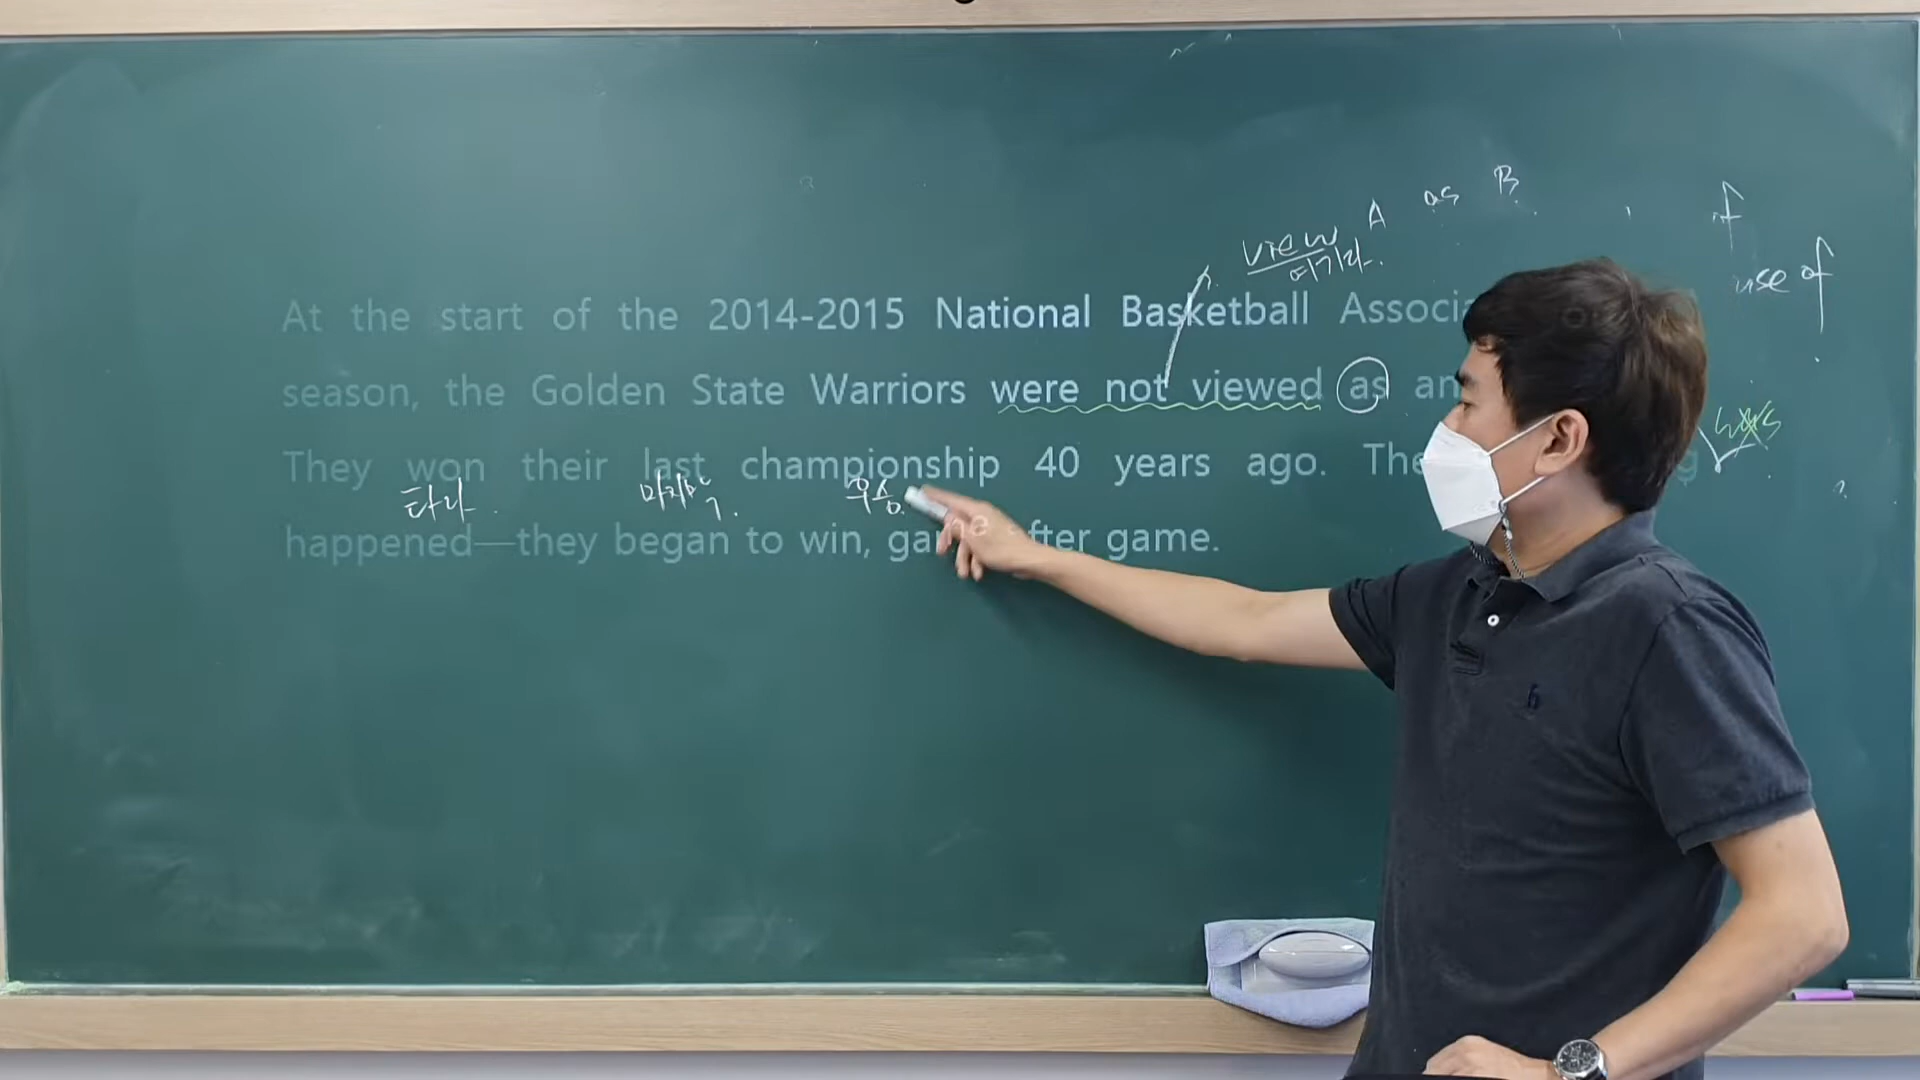 view A as B
여기다.
use of
At the start of the 2014-2015 National Basketball
season, the Golden State Warriors were not viewed as an
They won their last championship 40 years ago.
타다
마지막
우승
happened—they began to win, game after game.